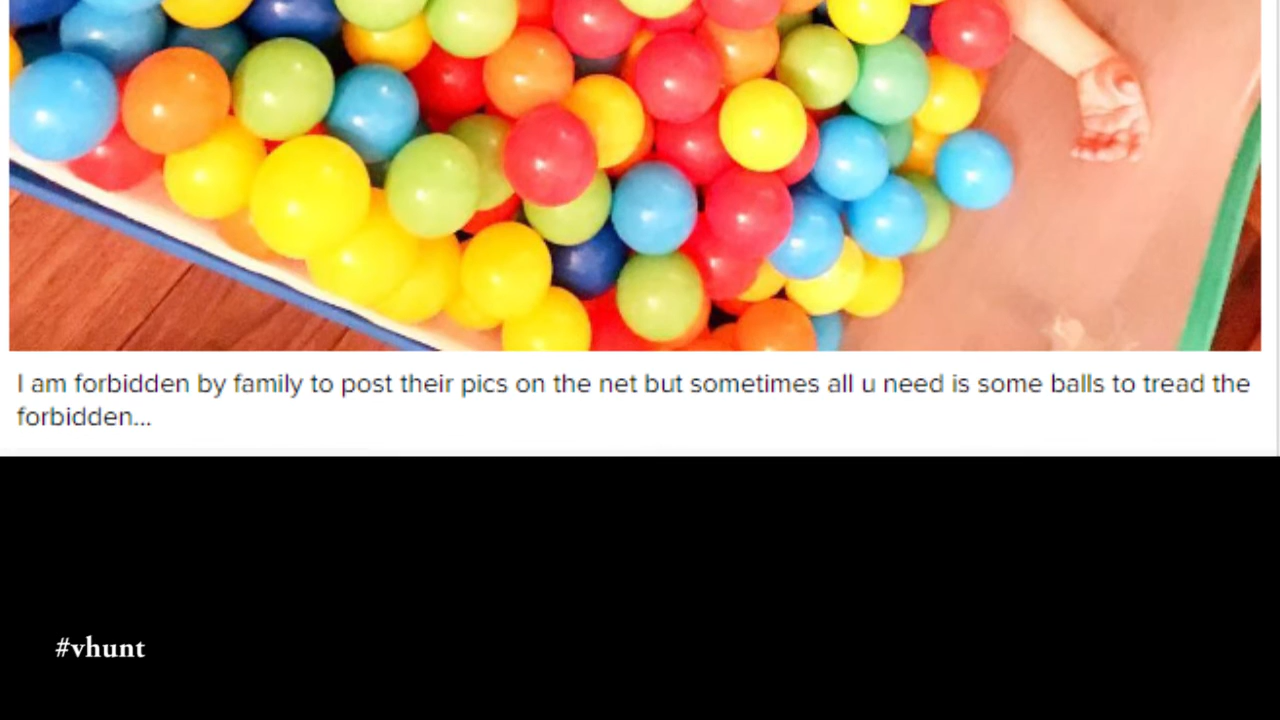 I am forbidden by family to post their pics on the net but sometimes all u need is some balls to tread the
forbidden...
#vhunt